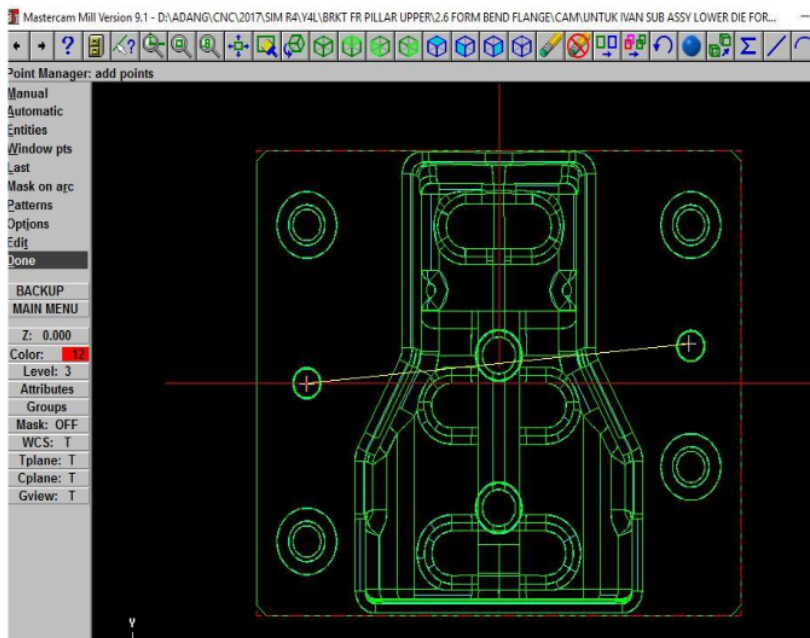 Mastercam Mill Version 9.1 - D:\ADANG\CNC\2017\SIM R4\Y4L\BRKT FR PILLAR UPPER\2.6 FORM BEND FLANGE\CAM\UNTUK IVAN SUB ASSY LOWER DIE FOR...
Point Manager: add points
Manual
Automatic
Entities
Window pts
Last
Mask on arc
Patterns
Options
Edit
Done
BACKUP
MAIN MENU
Z: 0.000
Color: 12
Level: 3
Attributes
Groups
Mask: OFF
WCS: T
Tplane: T
Cplane: T
Gview: T
Y